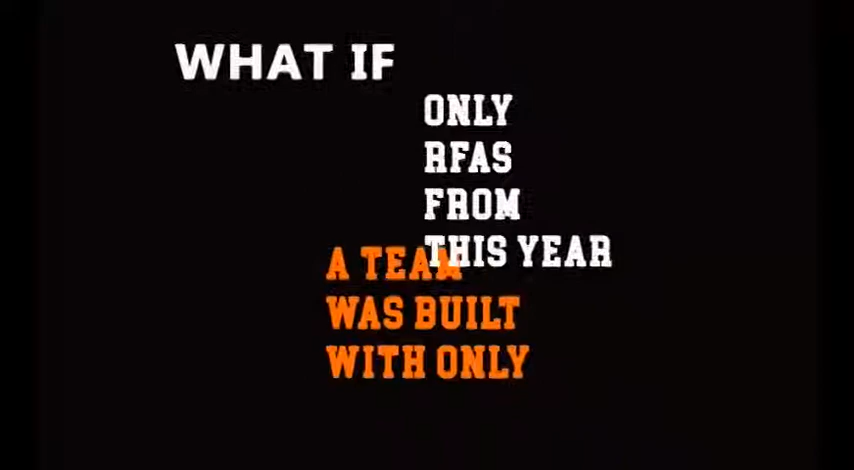 WHAT IF
ONLY
RFAS
FROM
THIS YEAR
A TEAM
WAS BUILT
WITH ONLY